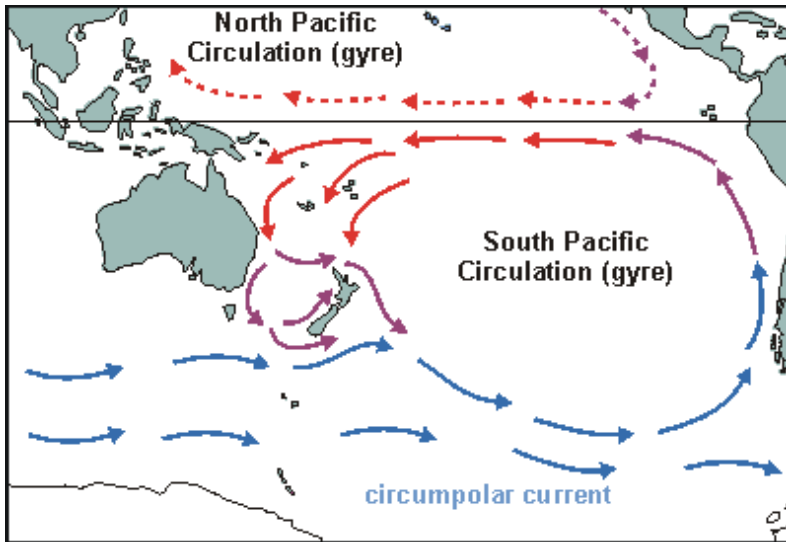 North Pacific
Circulation (gyre)
South Pacific
Circulation (gyre)
circumpolar current